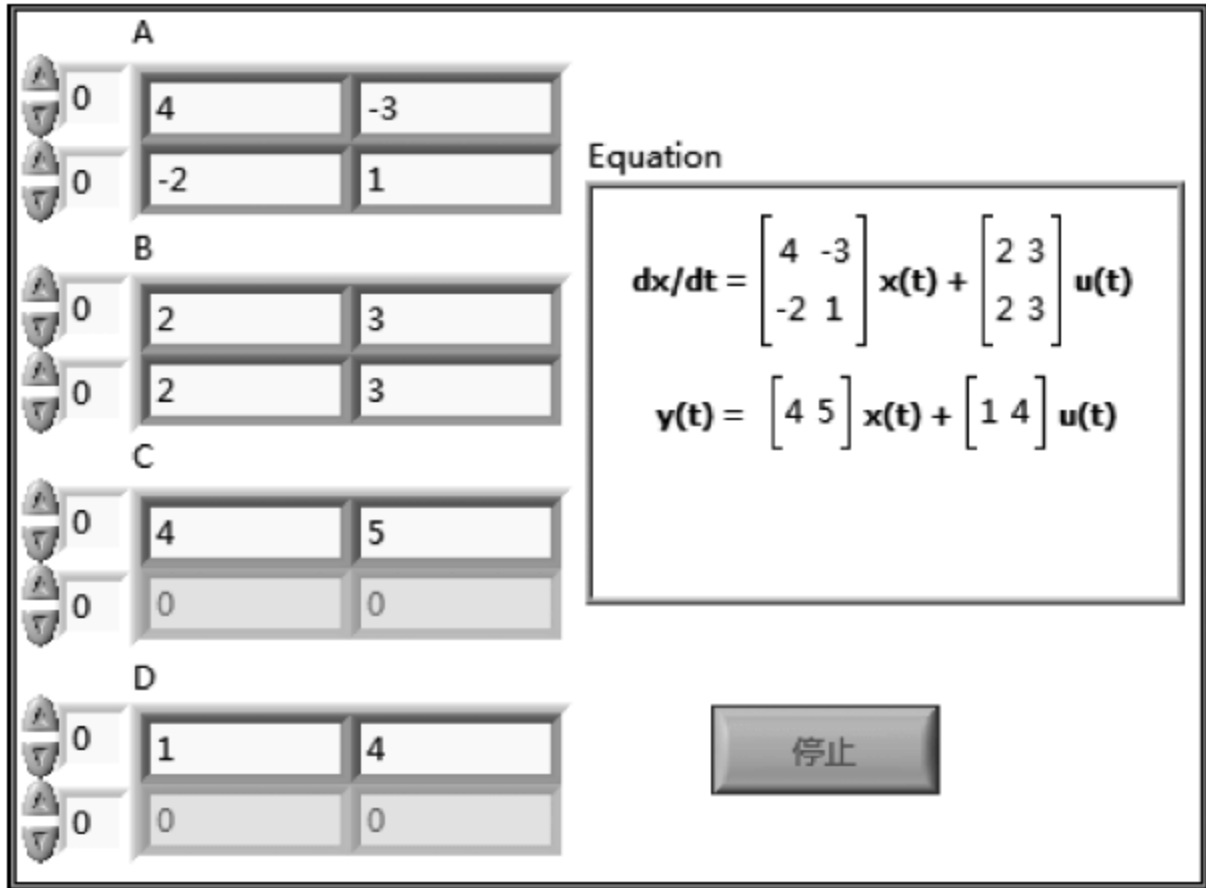 A
0 4 -3
0 -2 1
B
0 2 3
0 2 3
C
0 4 5
0 0 0
D
0 1 4
0 0 0
Equation
dx/dt = [ 4 -3 ] x(t) + [ 2 3 ] u(t)
[ -2 1 ] [ 2 3 ]
y(t) = [ 4 5 ] x(t) + [ 1 4 ] u(t)
停止